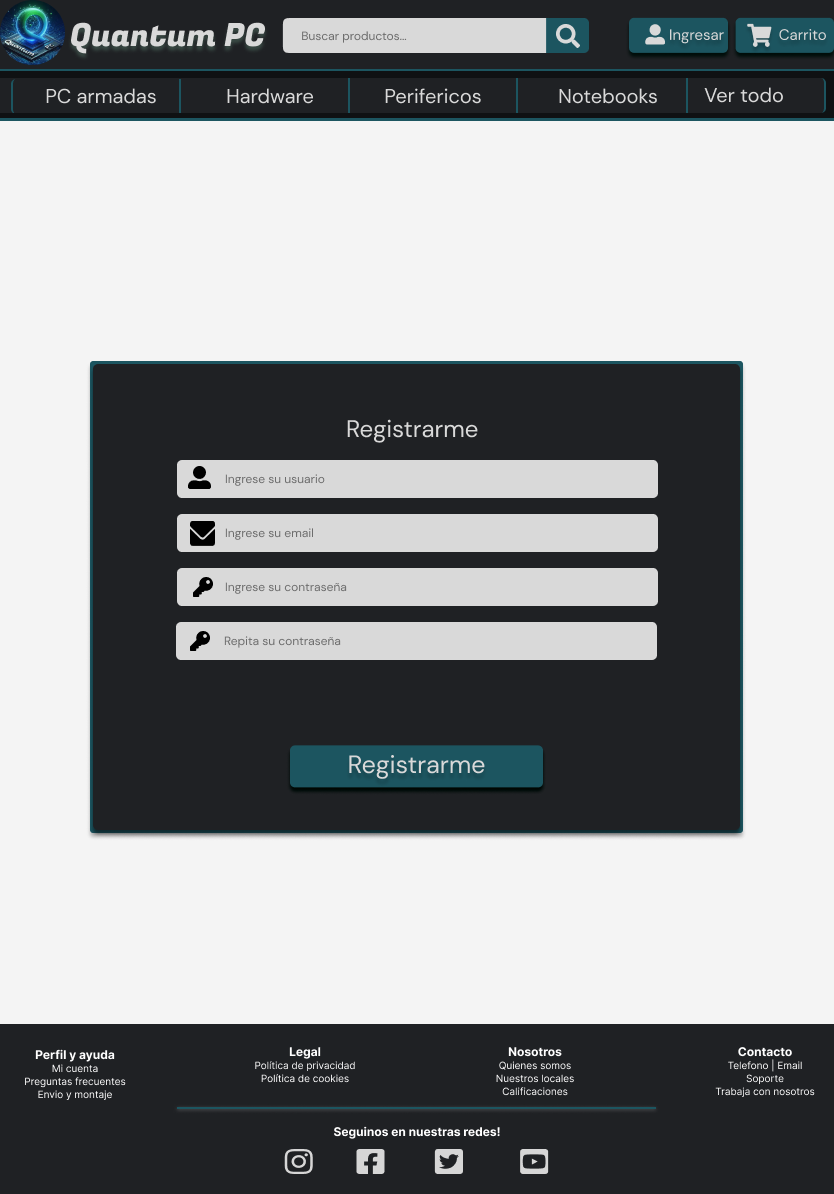 Quantum PC
Buscar productos...
Ingresar
Carrito
PC armadas
Hardware
Perifericos
Notebooks
Ver todo
Registrarme
Ingrese su usuario
Ingrese su email
Ingrese su contraseña
Repita su contraseña
Registrarme
Perfil y ayuda
Mi cuenta
Preguntas frecuentes
Envio y montaje
Legal
Política de privacidad
Política de cookies
Nosotros
Quienes somos
Nuestros locales
Calificaciones
Contacto
Telefono | Email
Soporte
Trabaja con nosotros
Seguinos en nuestras redes!